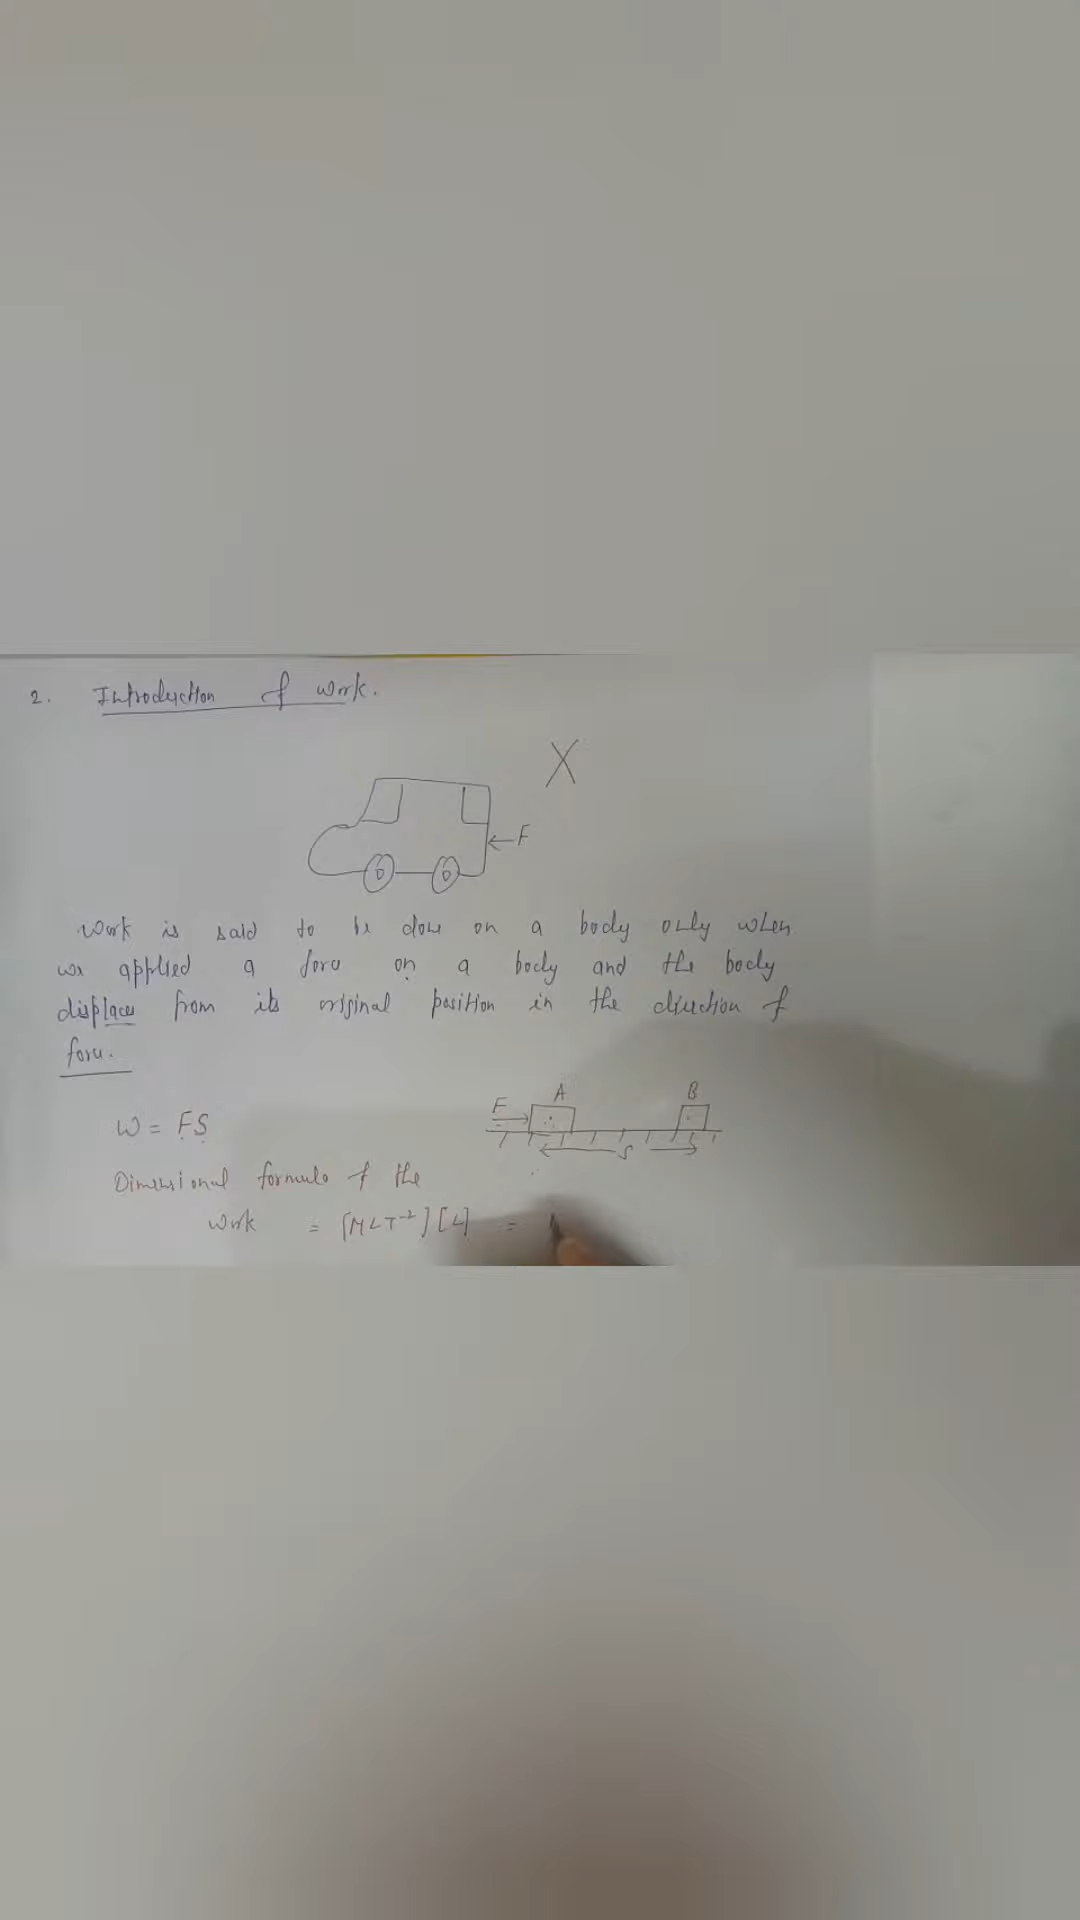 2. Introduction of work.
X
F
Work is said to be done on a body only when
we applied a force on a body and the body
displaces from its original position in the direction of
force.
F A B
W = FS
S
Dimensional formula of the
work = [MLT⁻²][L] =